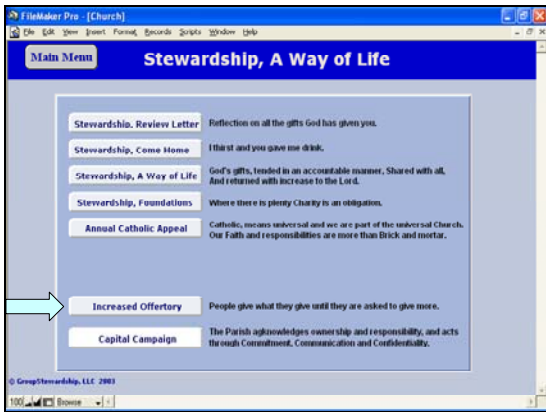 FileMaker Pro - [Church]
File Edit View Insert Format Records Scripts Window Help
Main Menu
Stewardship, A Way of Life
Stewardship, Review Letter
Reflection on all the gifts God has given you.
Stewardship, Come Home
I thirst and you gave me drink.
Stewardship, A Way of Life
God's gifts, tended in an accountable manner, Shared with all,
And returned with increase to the Lord.
Stewardship, Foundations
Where there is plenty Charity is an obligation.
Annual Catholic Appeal
Catholic, means universal and we are part of the universal Church.
Our Faith and responsibilities are more than Brick and mortar.
Increased Offertory
People give what they give until they are asked to give more.
Capital Campaign
The Parish agknowledges ownership and responsibility, and acts
through Commitment, Communication and Confidentiality.
© GroupStewardship, LLC 2003
100 Browse